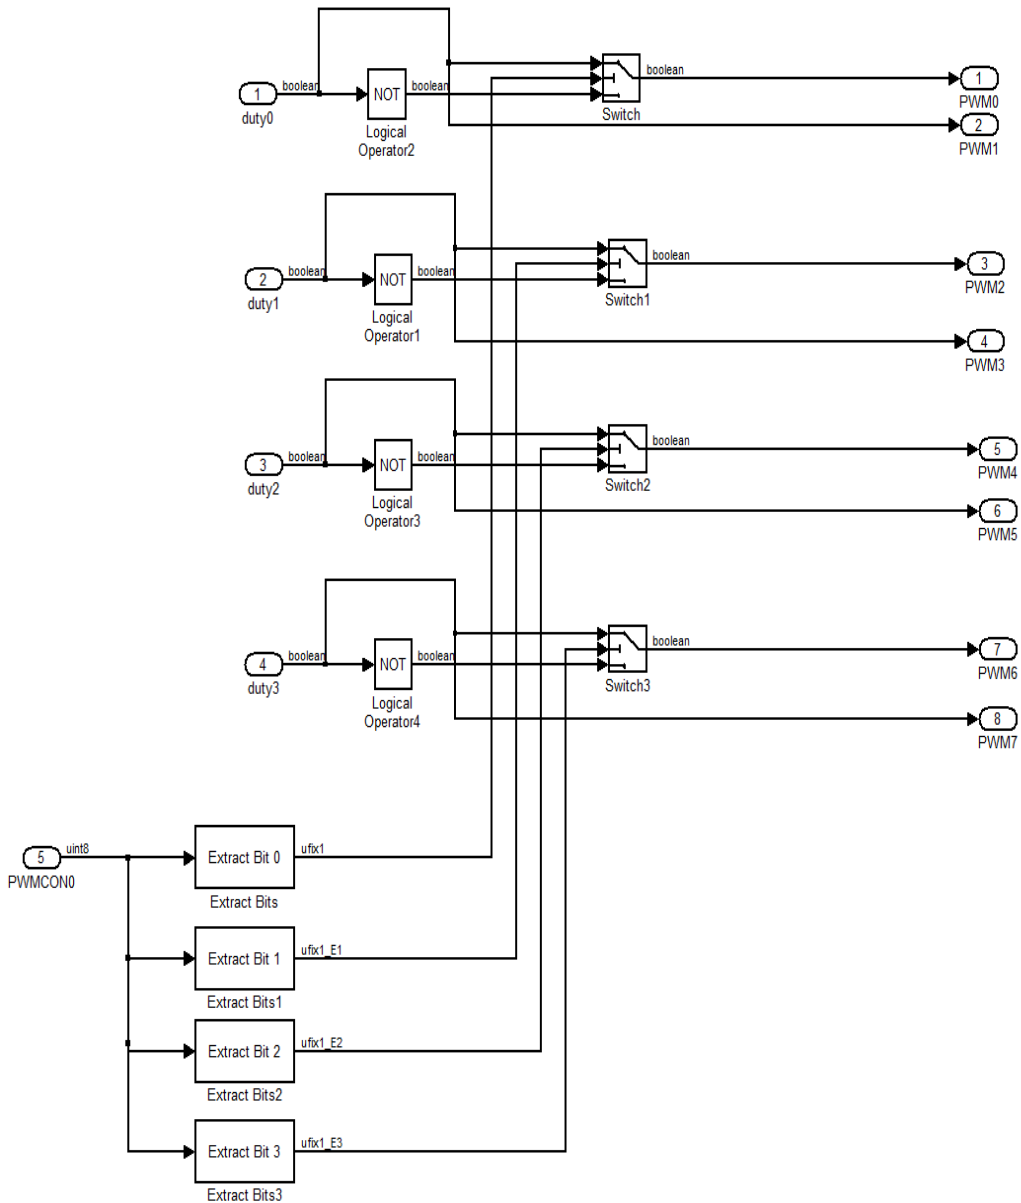 boolean
1
duty0
boolean
NOT
boolean
Logical
Operator2
Switch
1
PWM0
2
PWM1
boolean
2
duty1
boolean
NOT
boolean
Logical
Operator1
Switch1
3
PWM2
4
PWM3
boolean
3
duty2
boolean
NOT
boolean
Logical
Operator3
Switch2
5
PWM4
6
PWM5
boolean
4
duty3
boolean
NOT
boolean
Logical
Operator4
Switch3
7
PWM6
8
PWM7
5
PWMCON0
uint8
Extract Bit 0
ufix1
Extract Bits
Extract Bit 1
ufix1_E1
Extract Bits1
Extract Bit 2
ufix1_E2
Extract Bits2
Extract Bit 3
ufix1_E3
Extract Bits3